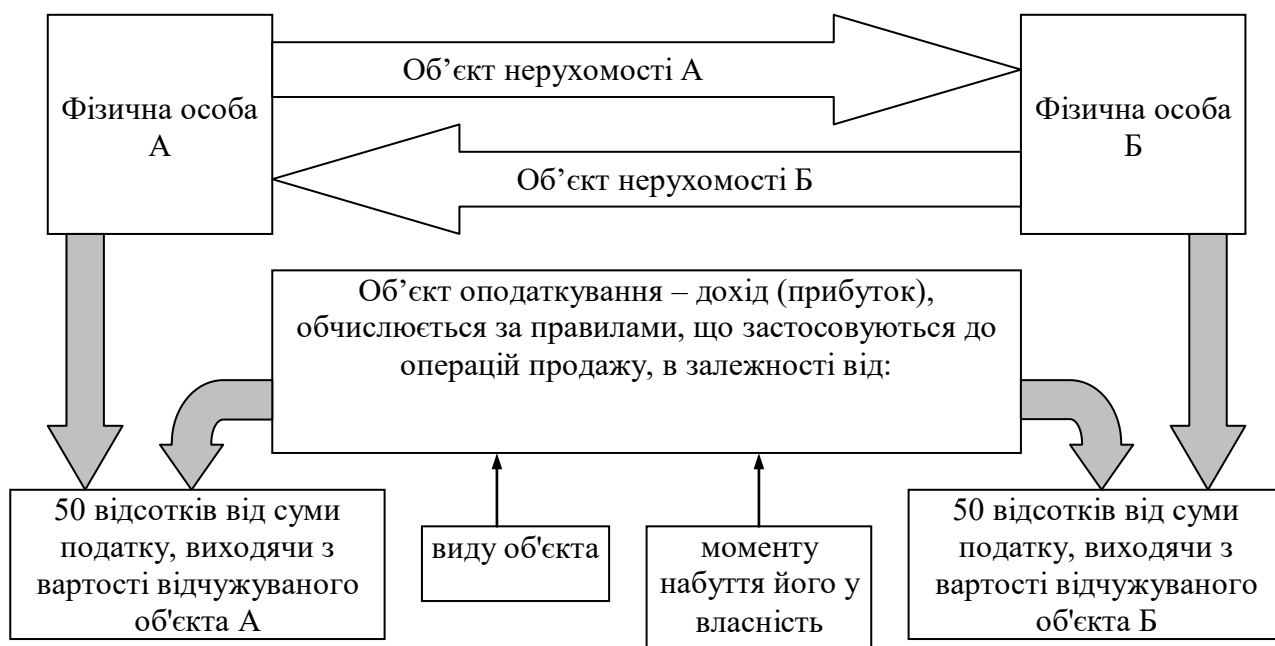 Фізична особа
А
Об’єкт нерухомості А
Об’єкт нерухомості Б
Фізична особа
Б
Об’єкт оподаткування – дохід (прибуток),
обчислюється за правилами, що застосовуються до
операцій продажу, в залежності від:
50 відсотків від суми
податку, виходячи з
вартості відчужуваного
об'єкта А
виду об'єкта
моменту
набуття його у
власність
50 відсотків від суми
податку, виходячи з
вартості відчужуваного
об'єкта Б